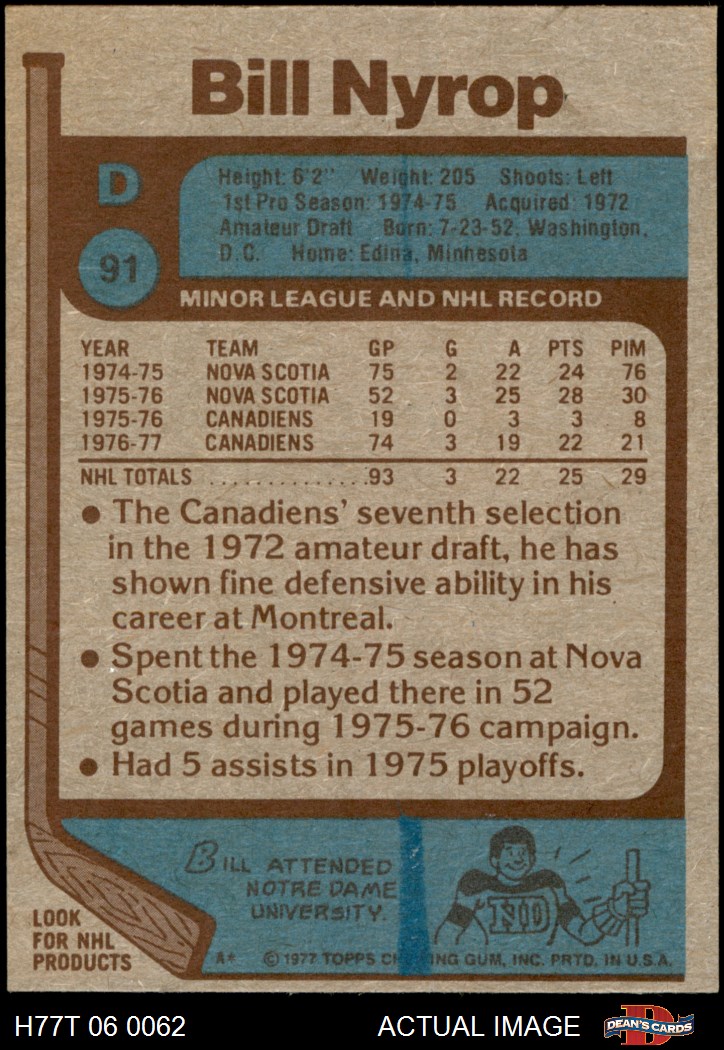 Bill Nyrop
D
91
Height: 6'2" Weight: 205 Shoots: Left
1st Pro Season: 1974-75 Acquired: 1972
Amateur Draft Born: 7-23-52, Washington,
D.C. Home: Edina, Minnesota
MINOR LEAGUE AND NHL RECORD
YEAR TEAM GP G A PTS PIM
1974-75 NOVA SCOTIA 75 2 22 24 76
1975-76 NOVA SCOTIA 52 3 25 28 30
1975-76 CANADIENS 19 0 3 3 8
1976-77 CANADIENS 74 3 19 22 21
NHL TOTALS ..............93 3 22 25 29
● The Canadiens' seventh selection
in the 1972 amateur draft, he has
shown fine defensive ability in his
career at Montreal.
● Spent the 1974-75 season at Nova
Scotia and played there in 52
games during 1975-76 campaign.
● Had 5 assists in 1975 playoffs.
BILL ATTENDED
NOTRE DAME
UNIVERSITY.
ND
LOOK
FOR NHL
PRODUCTS
A* © 1977 TOPPS CHEWING GUM, INC. PRTD. IN U.S.A.
H77T 06 0062 ACTUAL IMAGE DEAN'S CARDS